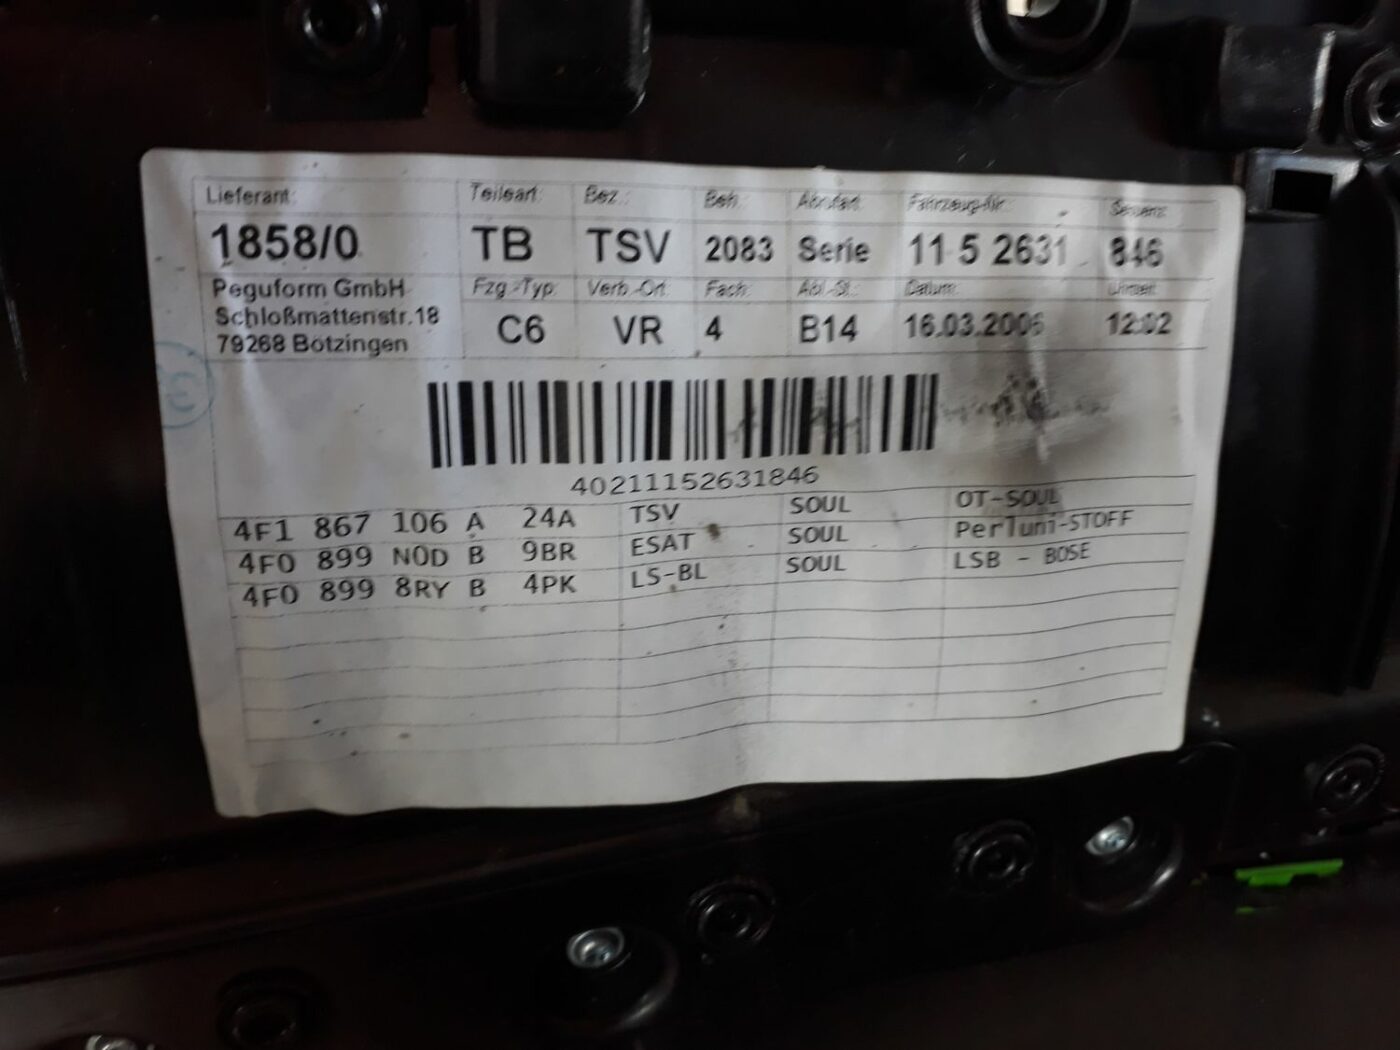 Lieferant: Teileart: Bez.: Beh.: Abr.fart. Fahrzeug-Nr.: Sequenz:
1858/0 TB TSV 2083 Serie 11 5 2631 846
Peguform GmbH Fzg.-Typ: Verb.-Ort: Fach: Abl-St.: Datum: Uhrzeit:
Schloßmattenstr.18 C6 VR 4 B14 16.03.2006 12:02
79268 Botzingen
40211152631846
4F1 867 106 A 24A TSV SOUL OT-SOUL
4F0 899 N0D B 9BR ESAT SOUL Perluni-STOFF
4F0 899 8RY B 4PK LS-BL SOUL LSB - BOSE